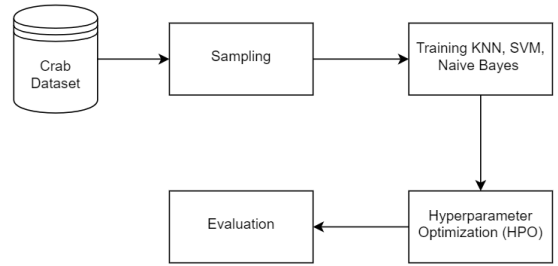 Crab
Dataset
Sampling
Training KNN, SVM,
Naive Bayes
Hyperparameter
Optimization (HPO)
Evaluation